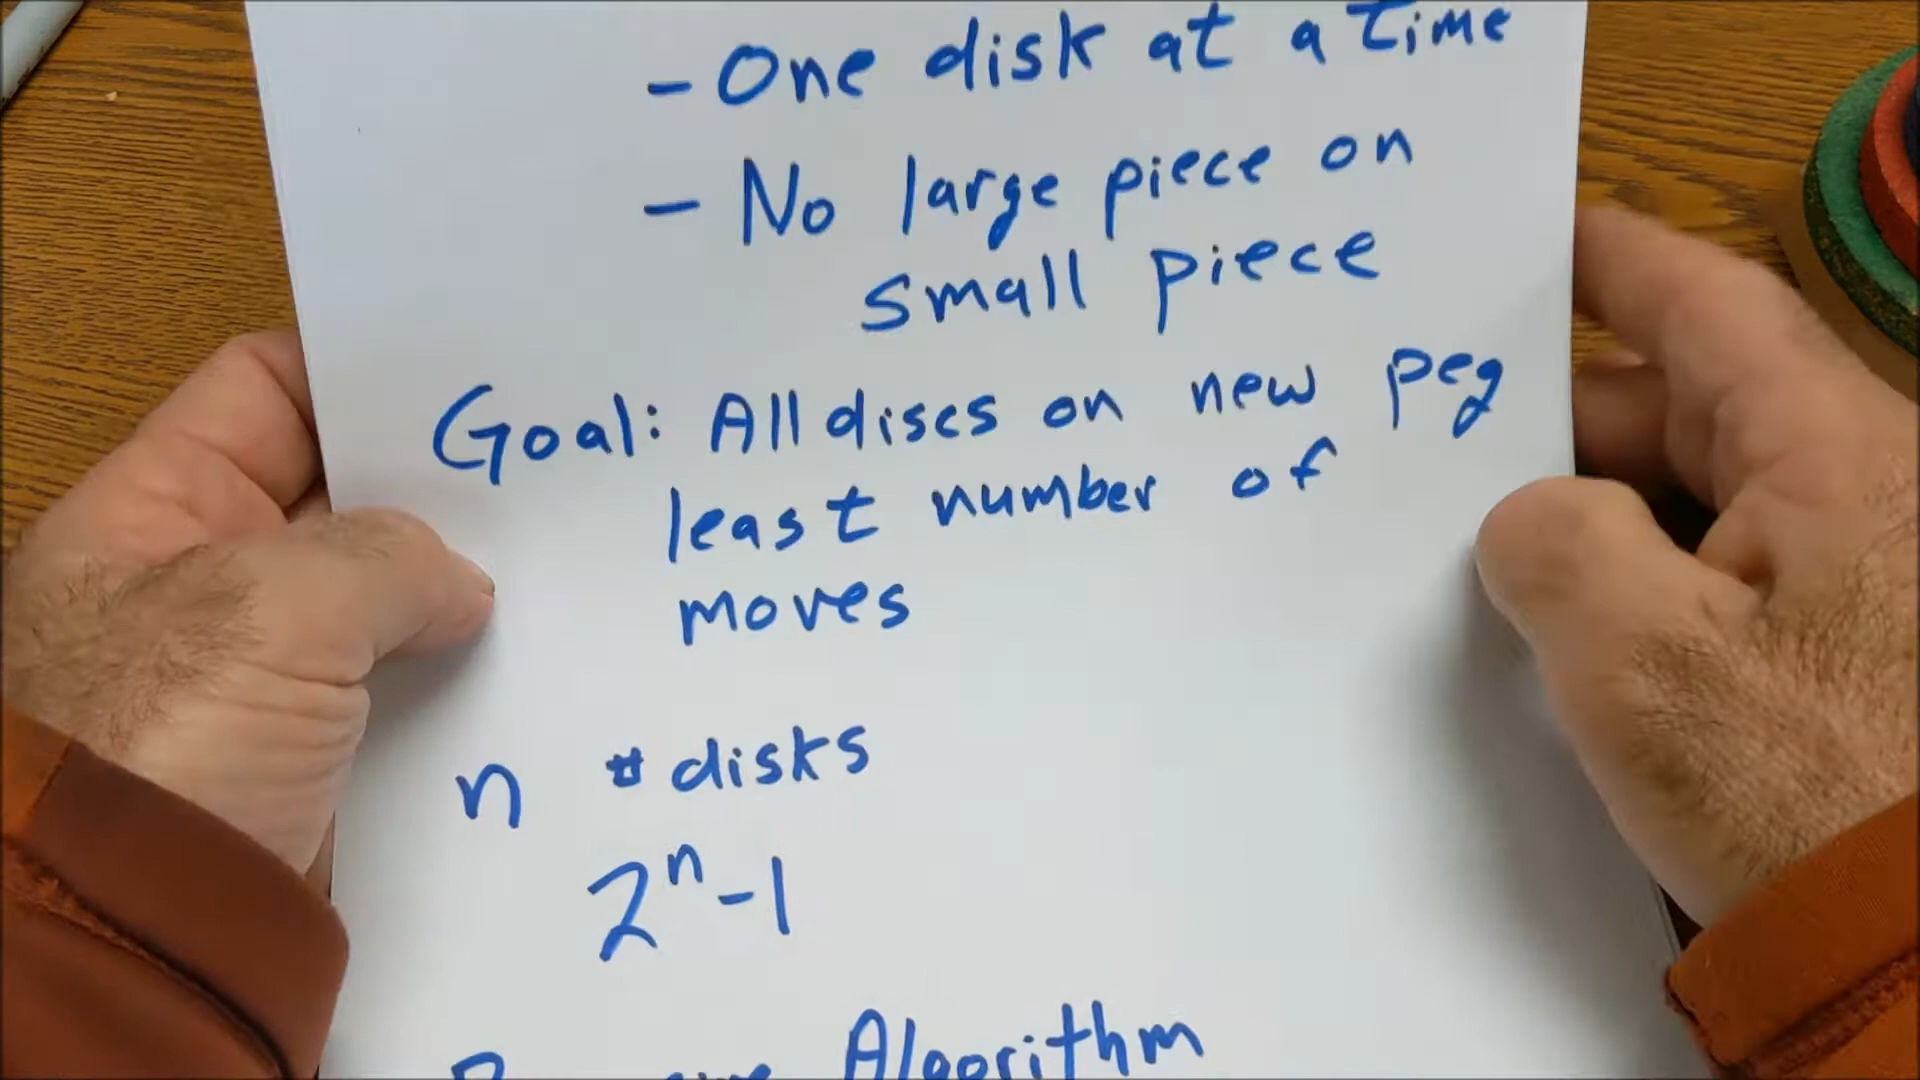 - One disk at a time
- No large piece on
small piece
Goal: All discs on new peg
least number of
moves
n # disks
2ⁿ-1
Algorithm